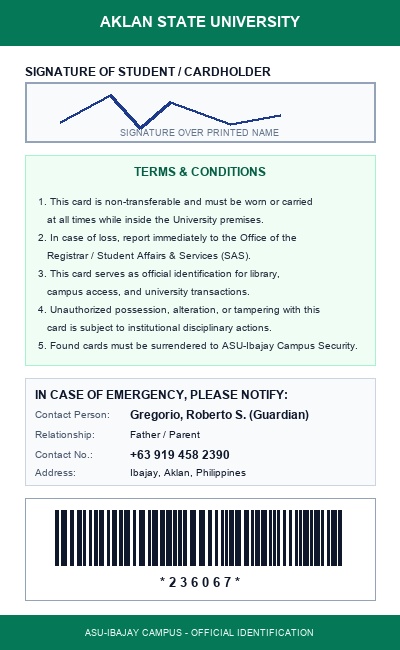 AKLAN STATE UNIVERSITY
SIGNATURE OF STUDENT / CARDHOLDER
SIGNATURE OVER PRINTED NAME
TERMS & CONDITIONS
1. This card is non-transferable and must be worn or carried
at all times while inside the University premises.
2. In case of loss, report immediately to the Office of the
Registrar / Student Affairs & Services (SAS).
3. This card serves as official identification for library,
campus access, and university transactions.
4. Unauthorized possession, alteration, or tampering with this
card is subject to institutional disciplinary actions.
5. Found cards must be surrendered to ASU-Ibajay Campus Security.
IN CASE OF EMERGENCY, PLEASE NOTIFY:
Contact Person: Gregorio, Roberto S. (Guardian)
Relationship: Father / Parent
Contact No.: +63 919 458 2390
Address: Ibajay, Aklan, Philippines
*236067*
ASU-IBAJAY CAMPUS - OFFICIAL IDENTIFICATION